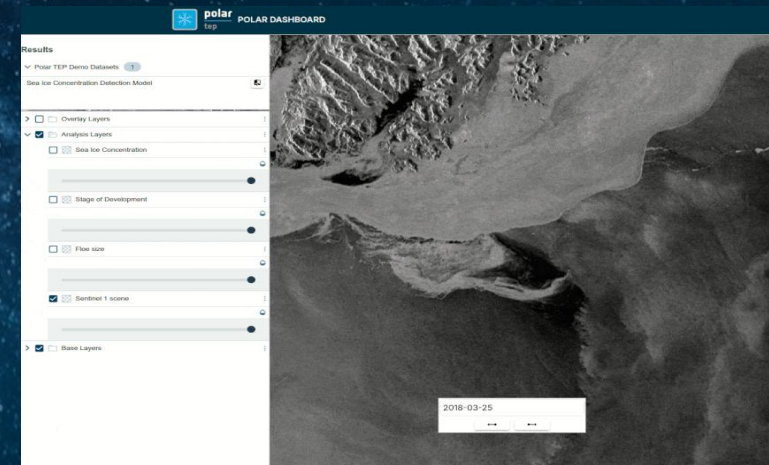 polar
tep
POLAR DASHBOARD
Results
Polar TEP Demo Datasets 1
Sea Ice Concentration Detection Model
Overlay Layers
Analysis Layers
Sea Ice Concentration
Stage of Development
Floe size
Sentinel 1 scene
Base Layers
2018-03-25